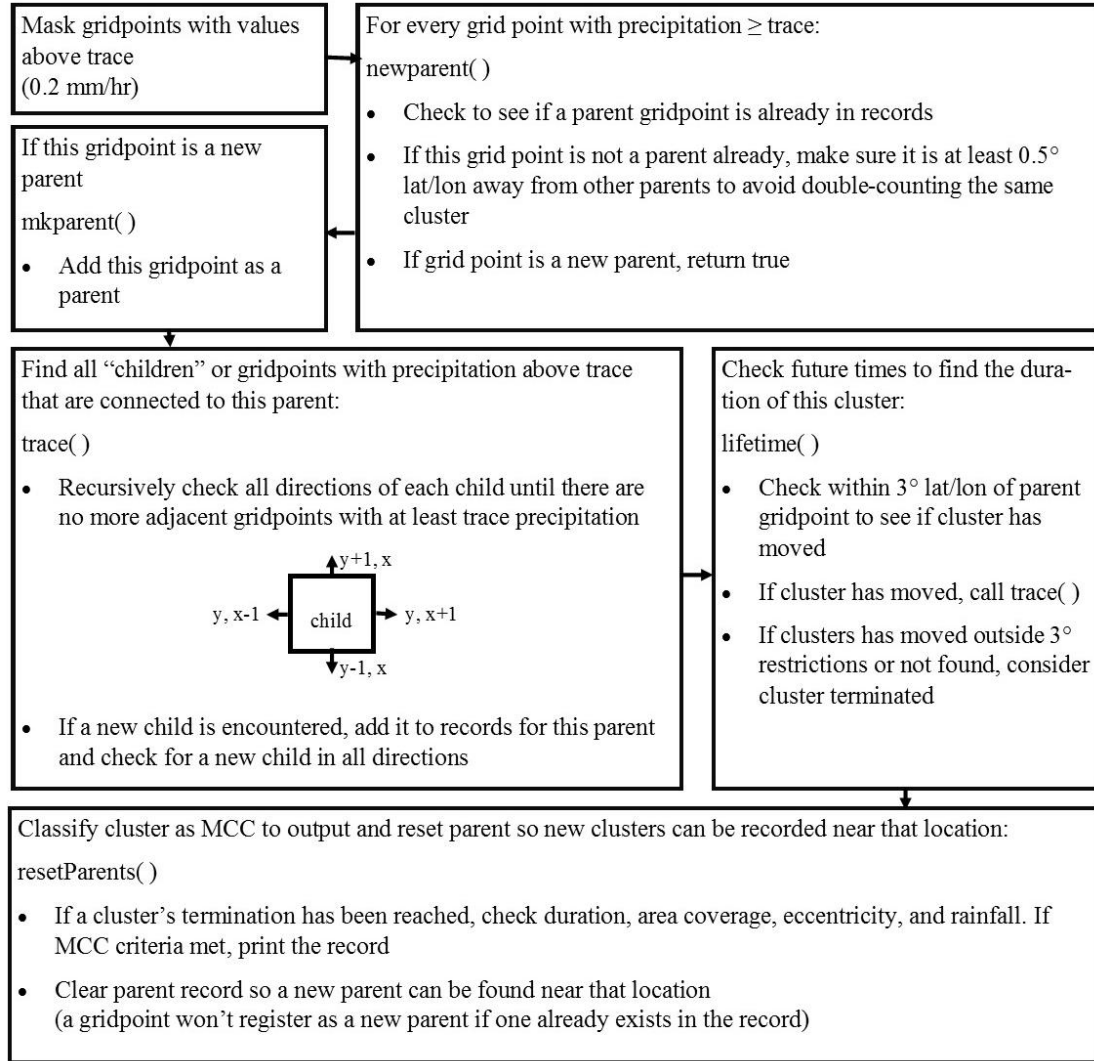 Mask gridpoints with values
above trace
(0.2 mm/hr)
For every grid point with precipitation ≥ trace:
newparent( )
• Check to see if a parent gridpoint is already in records
• If this grid point is not a parent already, make sure it is at least 0.5°
lat/lon away from other parents to avoid double-counting the same
cluster
• If grid point is a new parent, return true
If this gridpoint is a new
parent
mkparent( )
• Add this gridpoint as a
parent
Find all “children” or gridpoints with precipitation above trace
that are connected to this parent:
trace( )
• Recursively check all directions of each child until there are
no more adjacent gridpoints with at least trace precipitation
y+1, x
y, x-1
child
y, x+1
y-1, x
• If a new child is encountered, add it to records for this parent
and check for a new child in all directions
Check future times to find the dura-
tion of this cluster:
lifetime( )
• Check within 3° lat/lon of parent
gridpoint to see if cluster has
moved
• If cluster has moved, call trace( )
• If clusters has moved outside 3°
restrictions or not found, consider
cluster terminated
Classify cluster as MCC to output and reset parent so new clusters can be recorded near that location:
resetParents( )
• If a cluster’s termination has been reached, check duration, area coverage, eccentricity, and rainfall. If
MCC criteria met, print the record
• Clear parent record so a new parent can be found near that location
(a gridpoint won’t register as a new parent if one already exists in the record)